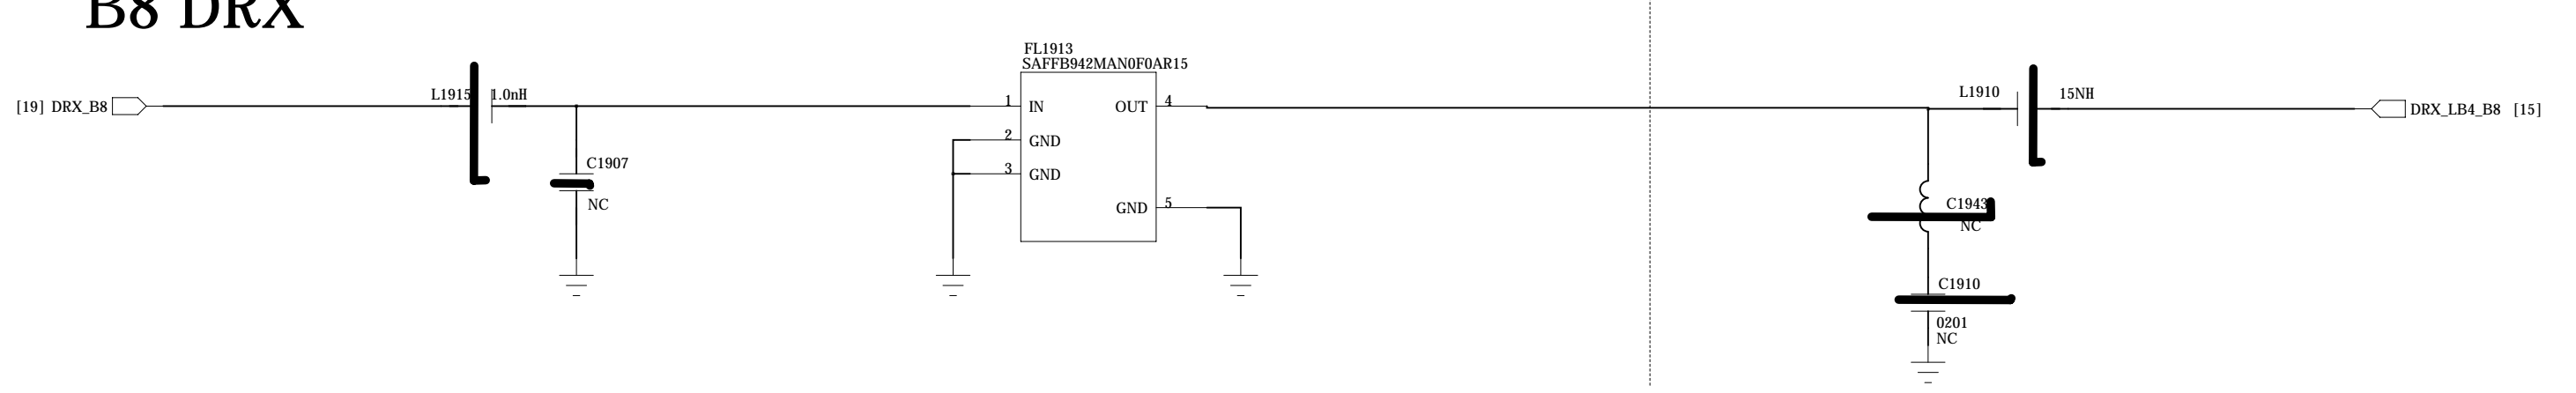 B8 DRX
FL1913
SAFFB942MAN0F0AR15
[19] DRX_B8
L1915
1.0nH
1
IN
OUT
4
L1910
15NH
DRX_LB4_B8 [15]
2
GND
C1907
3
GND
NC
GND
5
C1943
NC
C1910
0201
NC